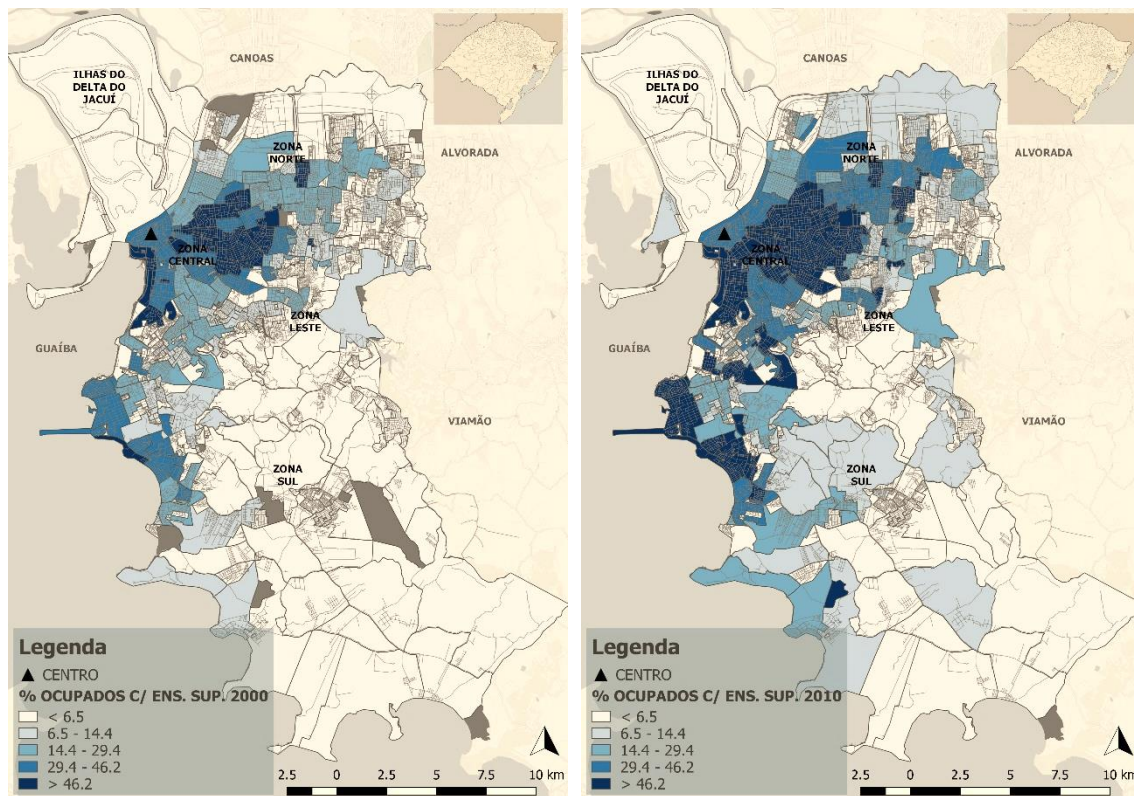 CANOAS
ILHAS DO
DELTA DO
JACUÍ
ZONA
NORTE
ALVORADA
ZONA
CENTRAL
ZONA
LESTE
GUAÍBA
VIAMÃO
ZONA
SUL
Legenda
CENTRO
% OCUPADOS C/ ENS. SUP. 2000
< 6.5
6.5 - 14.4
14.4 - 29.4
29.4 - 46.2
> 46.2
2.5 0 2.5 5 7.5 10 km
CANOAS
ILHAS DO
DELTA DO
JACUÍ
ZONA
NORTE
ALVORADA
ZONA
CENTRAL
ZONA
LESTE
GUAÍBA
VIAMÃO
ZONA
SUL
Legenda
CENTRO
% OCUPADOS C/ ENS. SUP. 2010
< 6.5
6.5 - 14.4
14.4 - 29.4
29.4 - 46.2
> 46.2
2.5 0 2.5 5 7.5 10 km